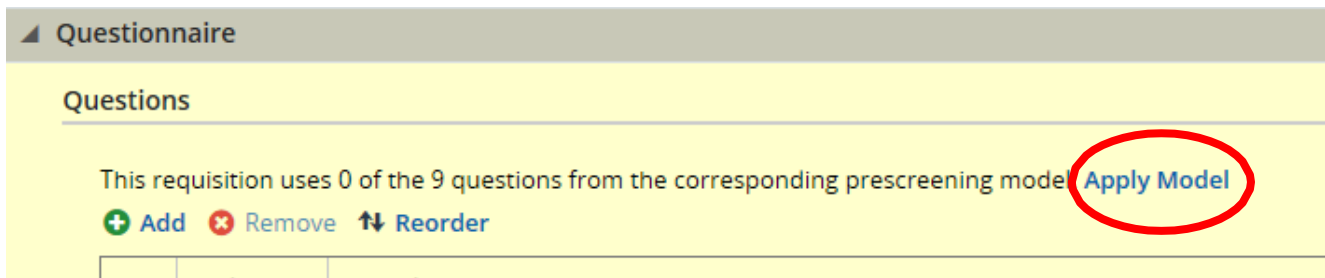 Questionnaire
Questions
This requisition uses 0 of the 9 questions from the corresponding prescreening model Apply Model
Add Remove Reorder